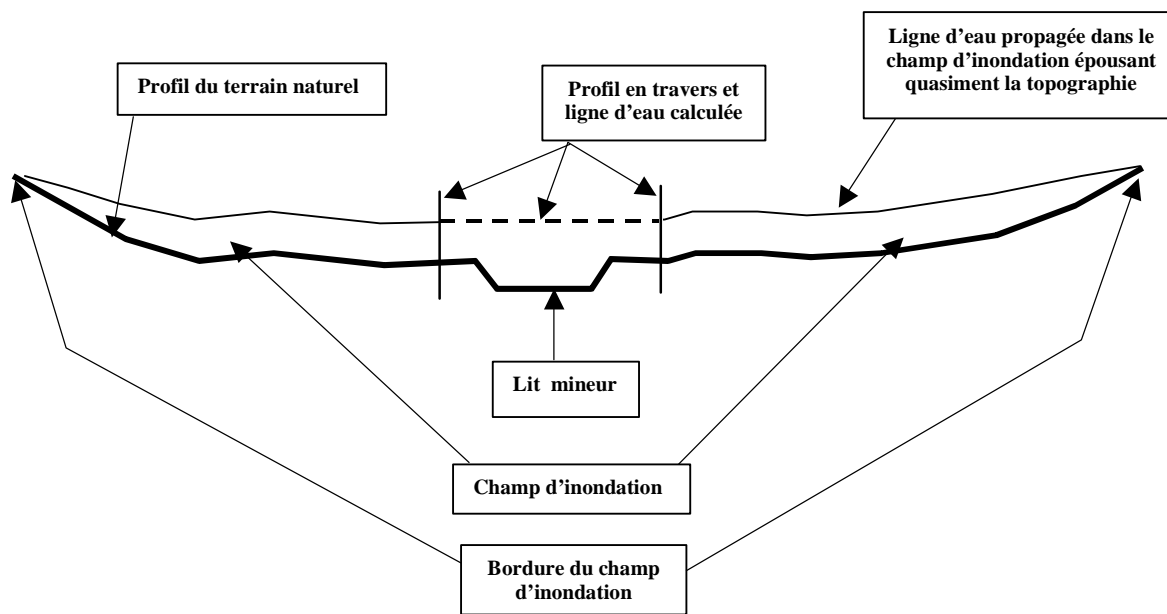 Ligne d’eau propagée dans le
champ d’inondation épousant
quasiment la topographie
Profil du terrain naturel
Profil en travers et
ligne d’eau calculée
Lit mineur
Champ d’inondation
Bordure du champ
d’inondation